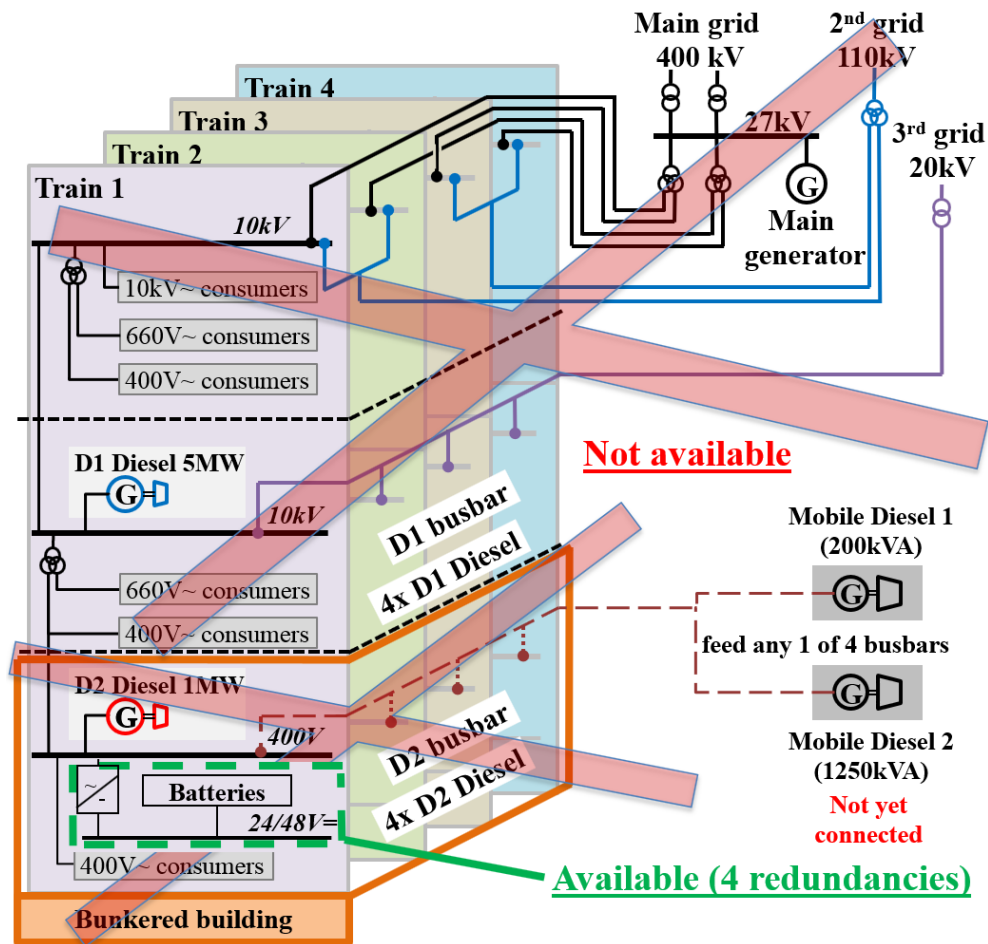 Main grid
400 kV
2nd grid
110kV
3rd grid
20kV
27kV
G
Main
generator
Train 4
Train 3
Train 2
Train 1
10kV
10kV~ consumers
660V~ consumers
400V~ consumers
Not available
D1 Diesel 5MW
G
10kV
D1 busbar
4x D1 Diesel
660V~ consumers
400V~ consumers
Mobile Diesel 1
(200kVA)
G
feed any 1 of 4 busbars
G
Mobile Diesel 2
(1250kVA)
Not yet
connected
D2 Diesel 1MW
G
400V
D2 busbar
4x D2 Diesel
~
-
Batteries
24/48V=
400V~ consumers
Available (4 redundancies)
Bunkered building